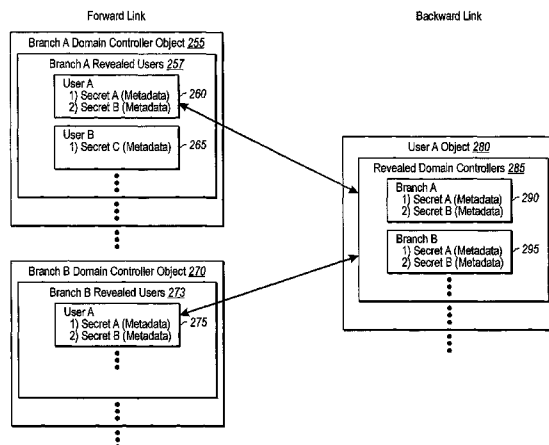 Forward Link
Backward Link
Branch A Domain Controller Object 255
Branch A Revealed Users 257
User A
1) Secret A (Metadata)
2) Secret B (Metadata)
260
User B
1) Secret C (Metadata)
265
User A Object 280
Revealed Domain Controllers 285
Branch A
1) Secret A (Metadata)
2) Secret B (Metadata)
290
Branch B
1) Secret A (Metadata)
2) Secret B (Metadata)
295
Branch B Domain Controller Object 270
Branch B Revealed Users 273
User A
1) Secret A (Metadata)
2) Secret B (Metadata)
275